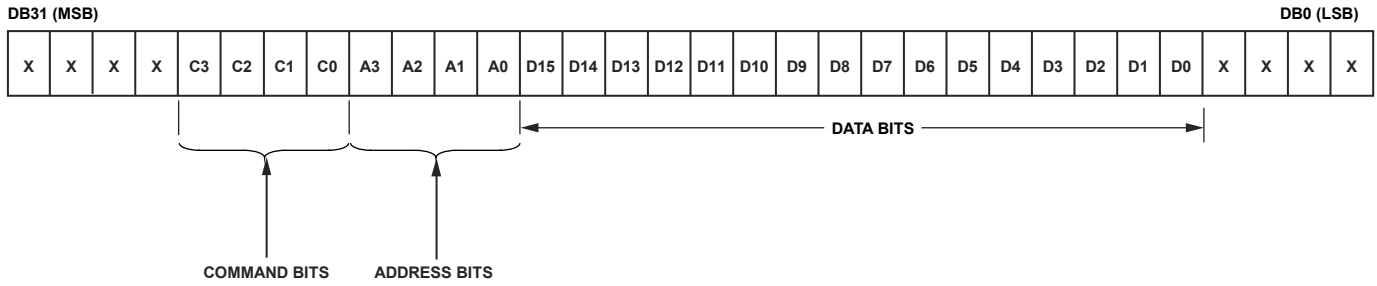 DB31 (MSB) DB0 (LSB)
X X X X C3 C2 C1 C0 A3 A2 A1 A0 D15 D14 D13 D12 D11 D10 D9 D8 D7 D6 D5 D4 D3 D2 D1 D0 X X X X
DATA BITS
COMMAND BITS ADDRESS BITS